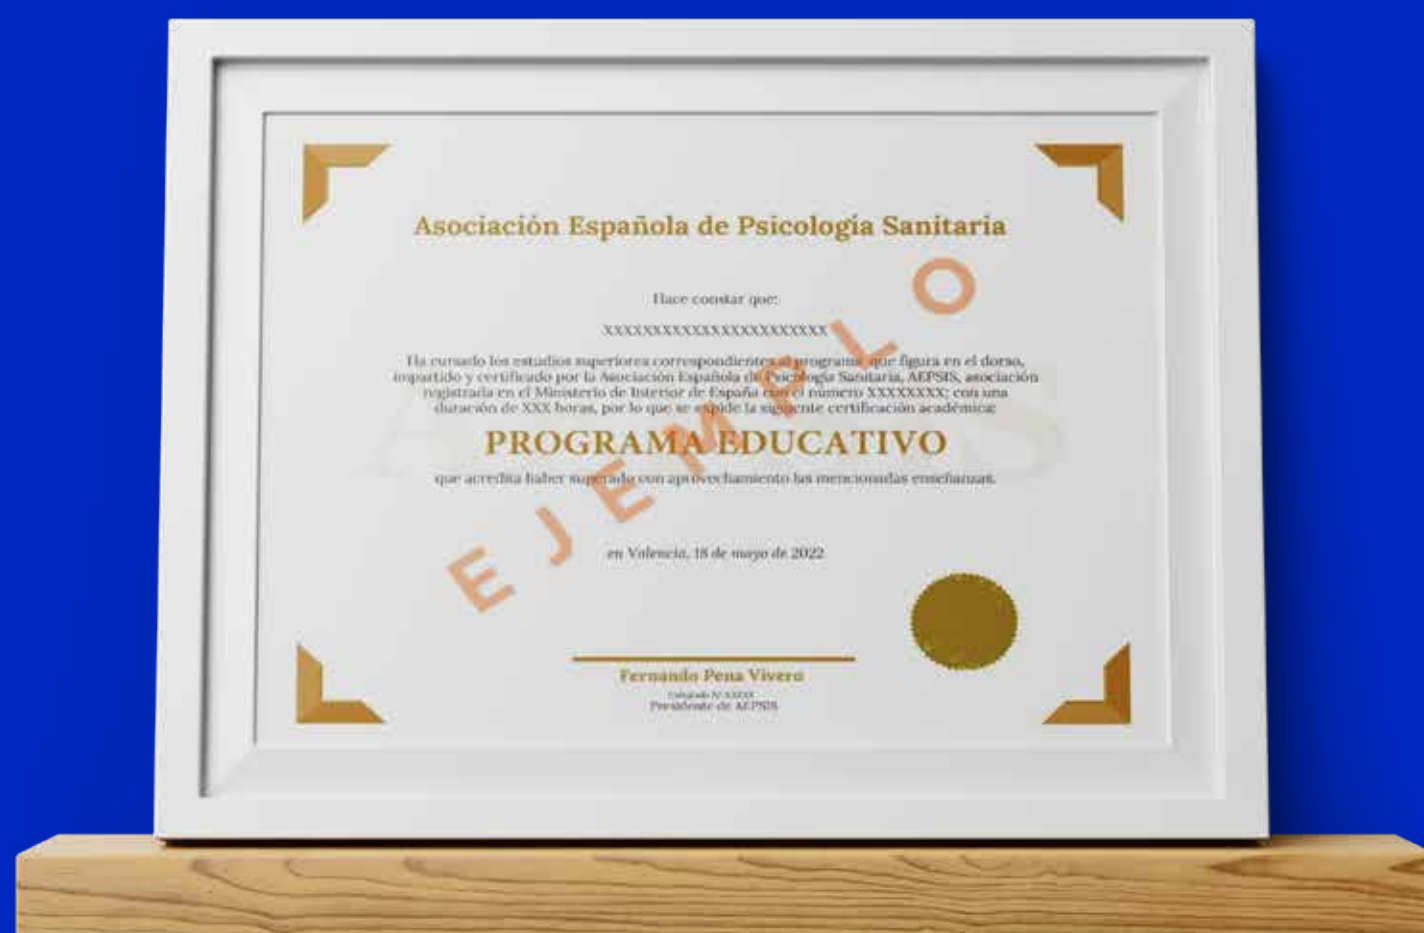 Asociación Española de Psicología Sanitaria
Hace constar que:
XXXXXXXXXXXXXXXXXXXXXXX
Ha cursado los estudios superiores correspondientes al programa que figura en el dorso,
impartido y certificado por la Asociación Española de Psicología Sanitaria, AEPSIS, asociación
registrada en el Ministerio de Interior de España con el número XXXXXXXX; con una
duración de XXX horas, por lo que se expide la siguiente certificación académica:
PROGRAMA EDUCATIVO
que acredita haber superado con aprovechamiento las mencionadas enseñanzas.
EJEMPLO
en Valencia, 18 de mayo de 2022
Fernando Pena Vivero
Colegiado Nº XXXXX
Presidente de AEPSIS